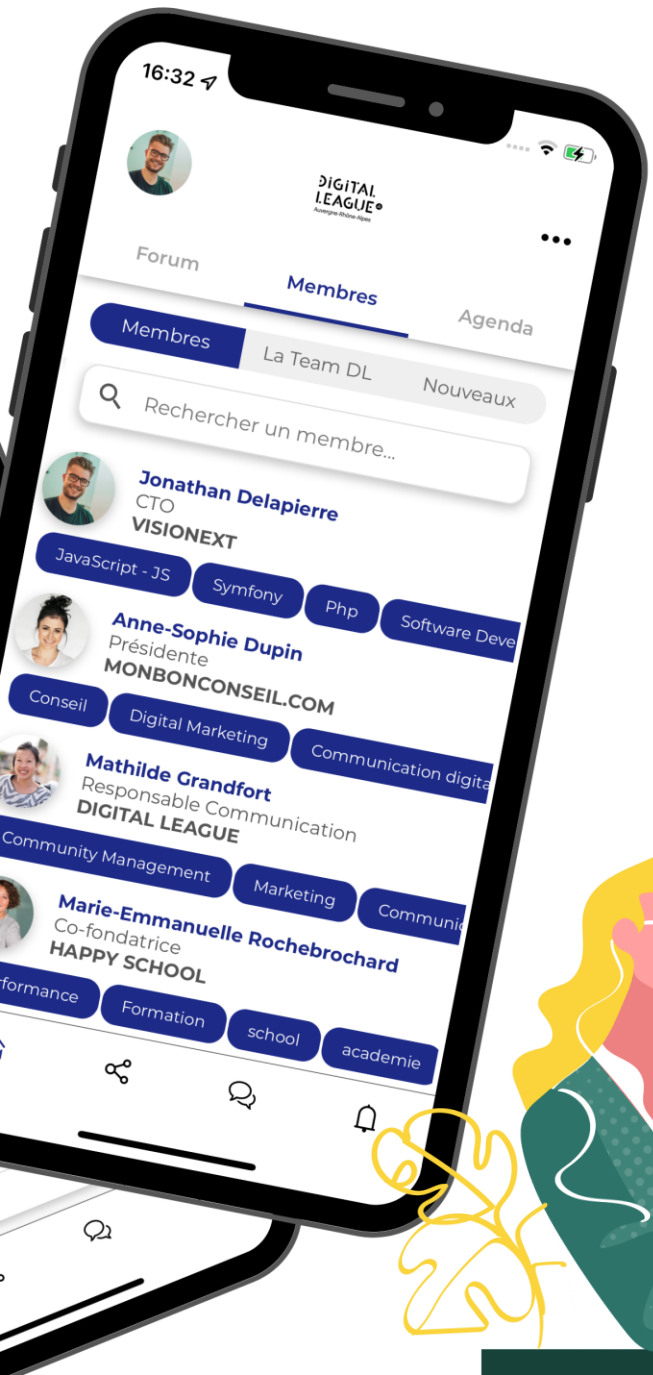 16:32
DiGiTAL
LEAGUE
Auvergne-Rhône-Alpes
Forum
Membres
Agenda
Membres
La Team DL
Nouveaux
Rechercher un membre...
Jonathan Delapierre
CTO
VISIONEXT
JavaScript - JS
Symfony
Php
Software Deve
Anne-Sophie Dupin
Présidente
MONBONCONSEIL.COM
Conseil
Digital Marketing
Communication digita
Mathilde Grandfort
Responsable Communication
DIGITAL LEAGUE
Community Management
Marketing
Communic
Marie-Emmanuelle Rochebrochard
Co-fondatrice
HAPPY SCHOOL
formance
Formation
school
academie